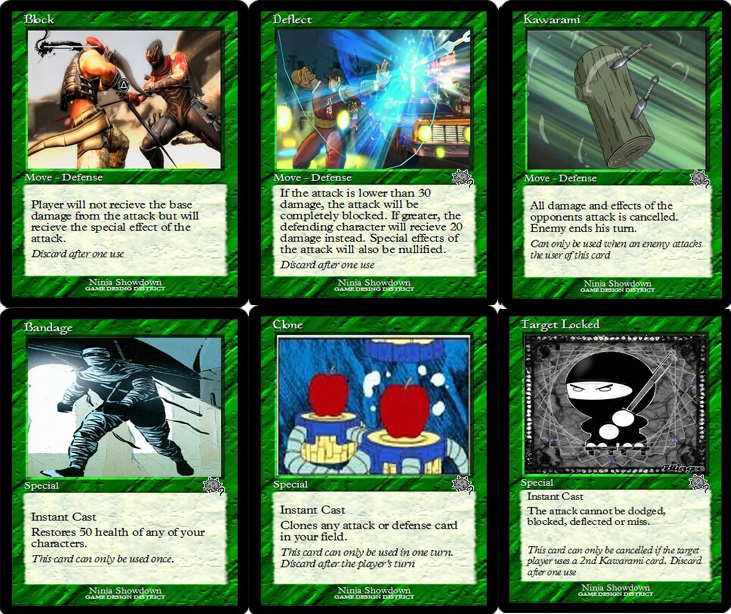 Block
Move - Defense
Player will not recieve the base
damage from the attack but will
recieve the special effect of the
attack.
Discard after one use
Ninja Showdown
GAME DESING DISTRICT
Deflect
Move - Defense
If the attack is lower than 30
damage, the attack will be
completely blocked. If greater, the
defending character will recieve 20
damage instead. Special effects of
the attack will also be nullified.
Discard after one use
Ninja Showdown
GAME DESING DISTRICT
Kawarami
Move - Defense
?
All damage and effects of the
opponents attack is cancelled.
Enemy ends his turn.
Can only be used when an enemy attacks
the user of this card
Ninja Showdown
GAME DESIGN DISTRICT
Bandage
Special
?
Instant Cast
Restores 50 health of any of your
characters.
This card can only be used once.
Ninja Showdown
GAME DESIGN DISTRICT
Clone
Special
Instant Cast
Clones any attack or defense card
in your field.
This card can only be used in one turn.
Discard after the player's turn
Ninja Showdown
GAME DESIGN DISTRICT
Target Locked
Blingee
Special
?
Instant Cast
The attack cannot be dodged,
blocked, deflected or miss.
This card can only be cancelled if the target
player uses a 2nd Kawarami card. Discard
after one use
Ninja Showdown
GAME DESIGN DISTRICT